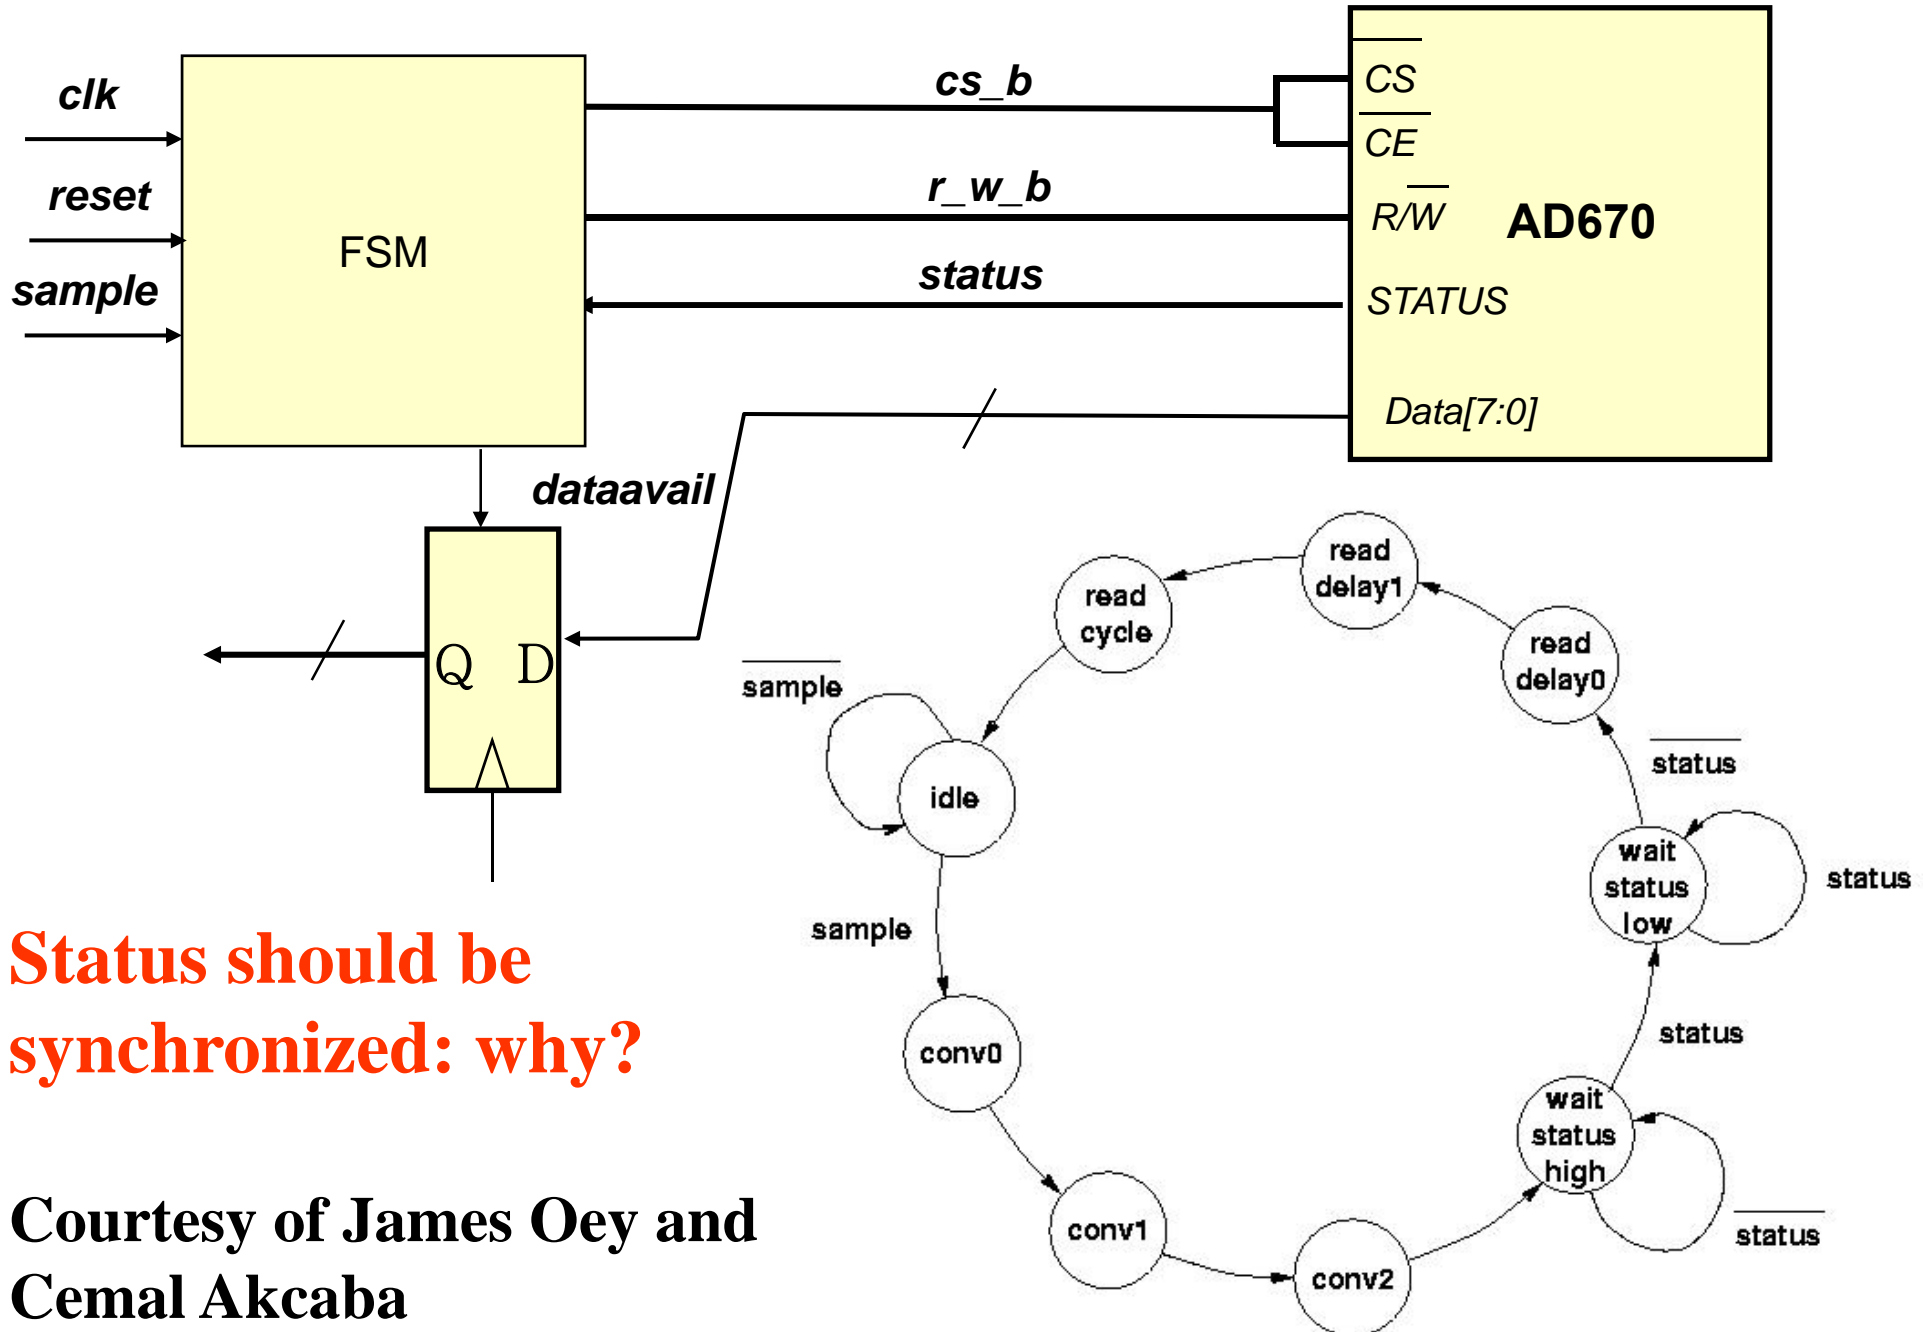 clk
reset
sample
FSM
cs_b
r_w_b
status
CS
CE
R/W
AD670
STATUS
Data[7:0]
dataavail
Q D
read
delay1
read
cycle
read
delay0
sample
status
idle
wait
status
low
status
sample
status
conv0
wait
status
high
status
conv1
conv2
Status should be
synchronized: why?
Courtesy of James Oey and
Cemal Akcaba